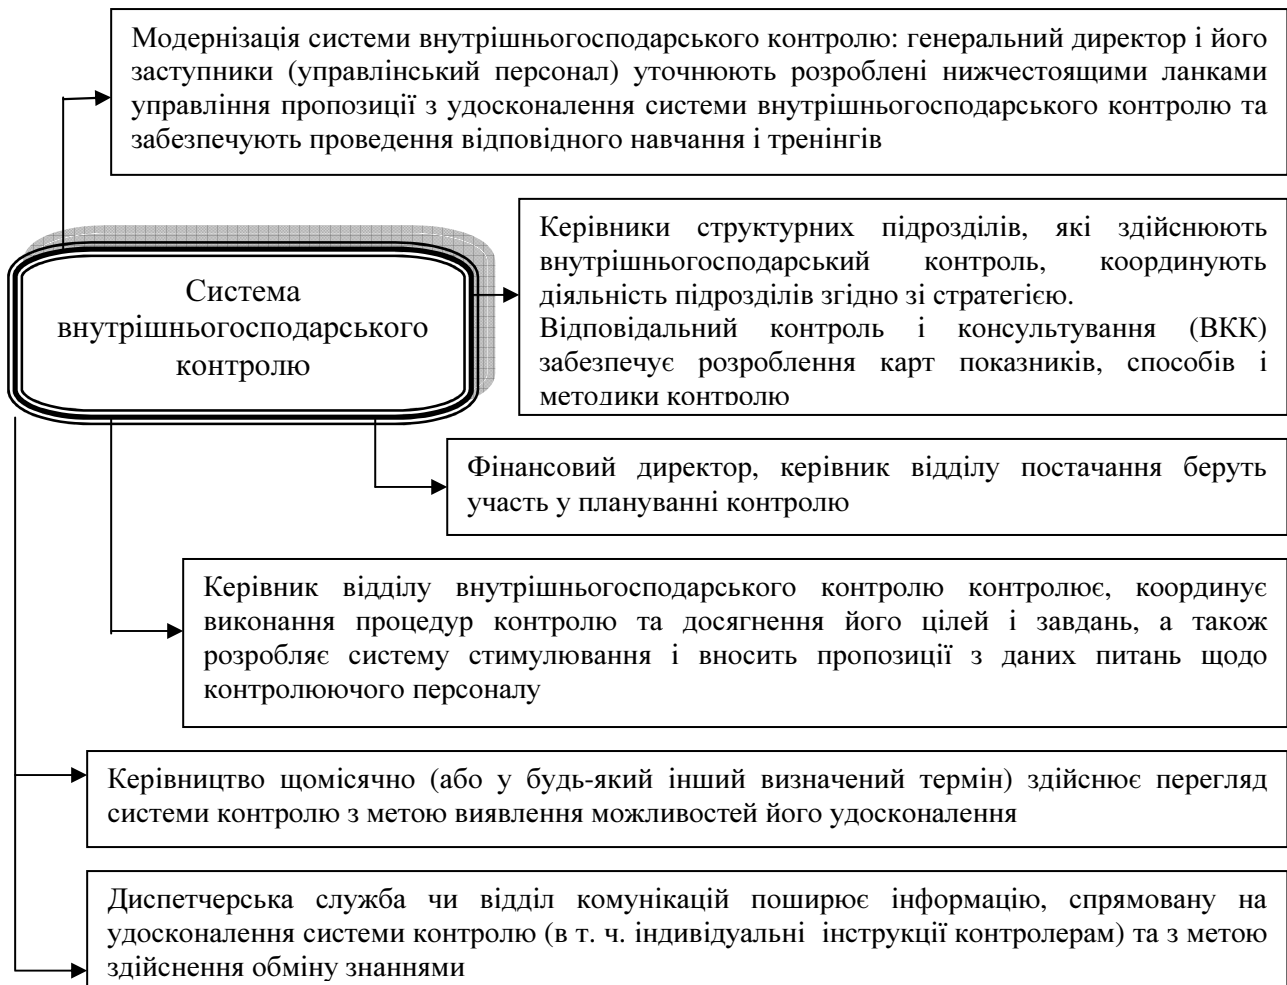 Модернізація системи внутрішньогосподарського контролю: генеральний директор і його
заступники (управлінський персонал) уточнюють розроблені нижчестоящими ланками
управління пропозиції з удосконалення системи внутрішньогосподарського контролю та
забезпечують проведення відповідного навчання і тренінгів
Система
внутрішньогосподарського
контролю
Керівники структурних підрозділів, які здійснюють
внутрішньогосподарський контроль, координують
діяльність підрозділів згідно зі стратегією.
Відповідальний контроль і консультування (ВКК)
забезпечує розроблення карт показників, способів і
методики контролю
Фінансовий директор, керівник відділу постачання беруть
участь у плануванні контролю
Керівник відділу внутрішньогосподарського контролю контролює, координує
виконання процедур контролю та досягнення його цілей і завдань, а також
розробляє систему стимулювання і вносить пропозиції з даних питань щодо
контролюючого персоналу
Керівництво щомісячно (або у будь-який інший визначений термін) здійснює перегляд
системи контролю з метою виявлення можливостей його удосконалення
Диспетчерська служба чи відділ комунікацій поширює інформацію, спрямовану на
удосконалення системи контролю (в т. ч. індивідуальні інструкції контролерам) та з метою
здійснення обміну знаннями